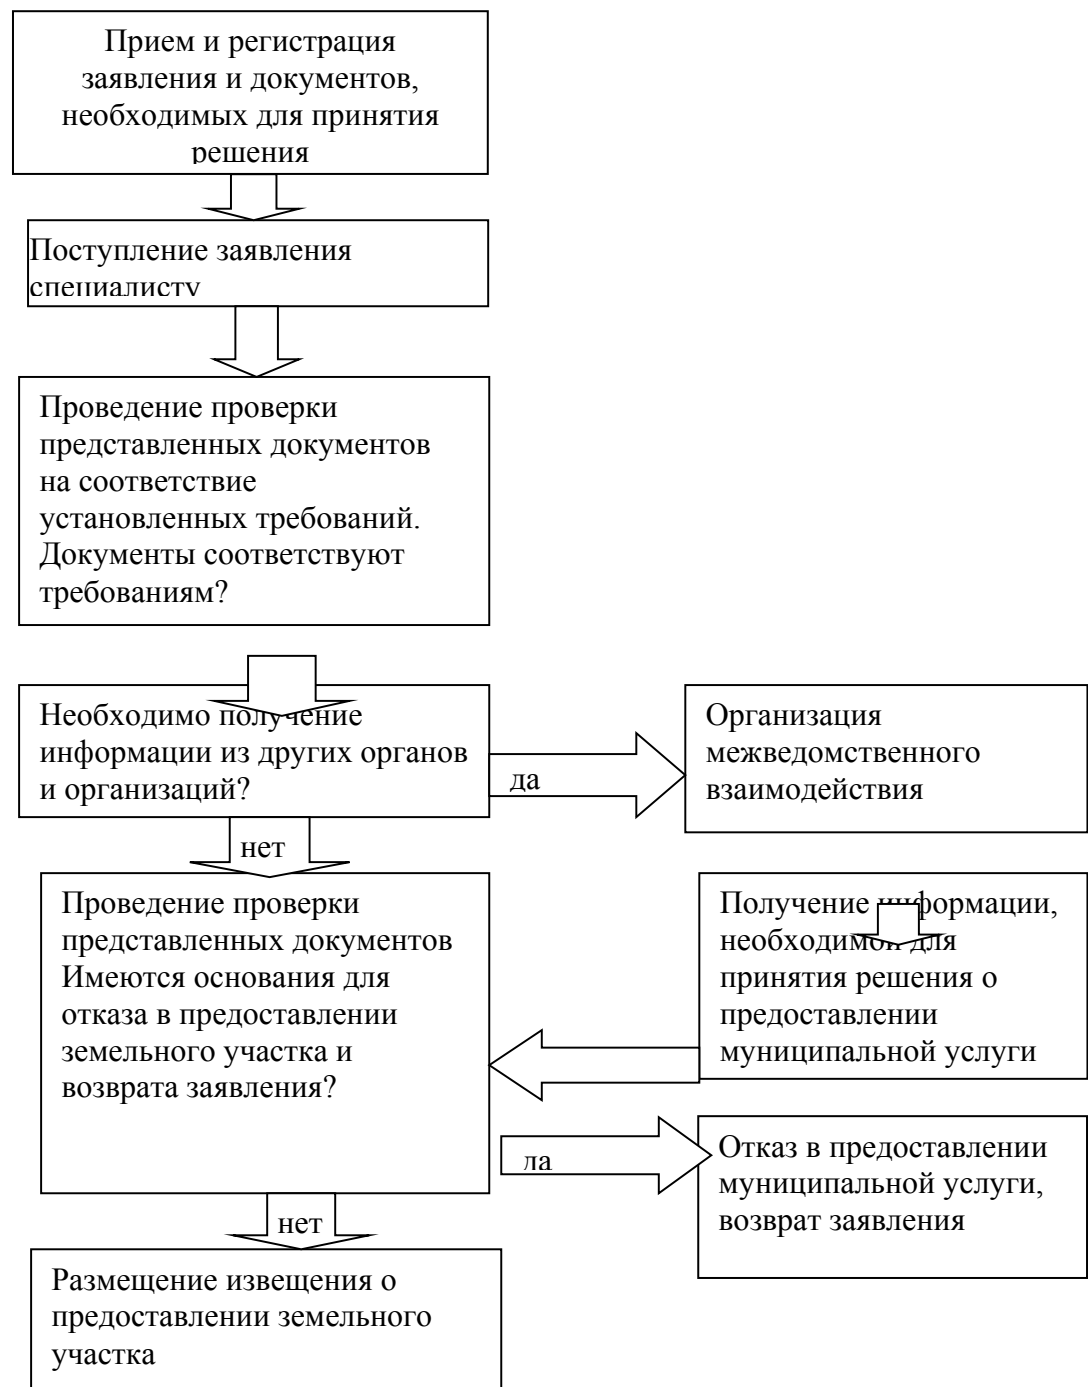 Прием и регистрация
заявления и документов,
необходимых для принятия
решения
Поступление заявления
специалисту
Проведение проверки
представленных документов
на соответствие
установленных требований.
Документы соответствуют
требованиям?
Необходимо получение
информации из других органов
и организаций?
да
Организация
межведомственного
взаимодействия
нет
Проведение проверки
представленных документов
Имеются основания для
отказа в предоставлении
земельного участка и
возврата заявления?
Получение информации,
необходимой для
принятия решения о
предоставлении
муниципальной услуги
да
Отказ в предоставлении
муниципальной услуги,
возврат заявления
нет
Размещение извещения о
предоставлении земельного
участка